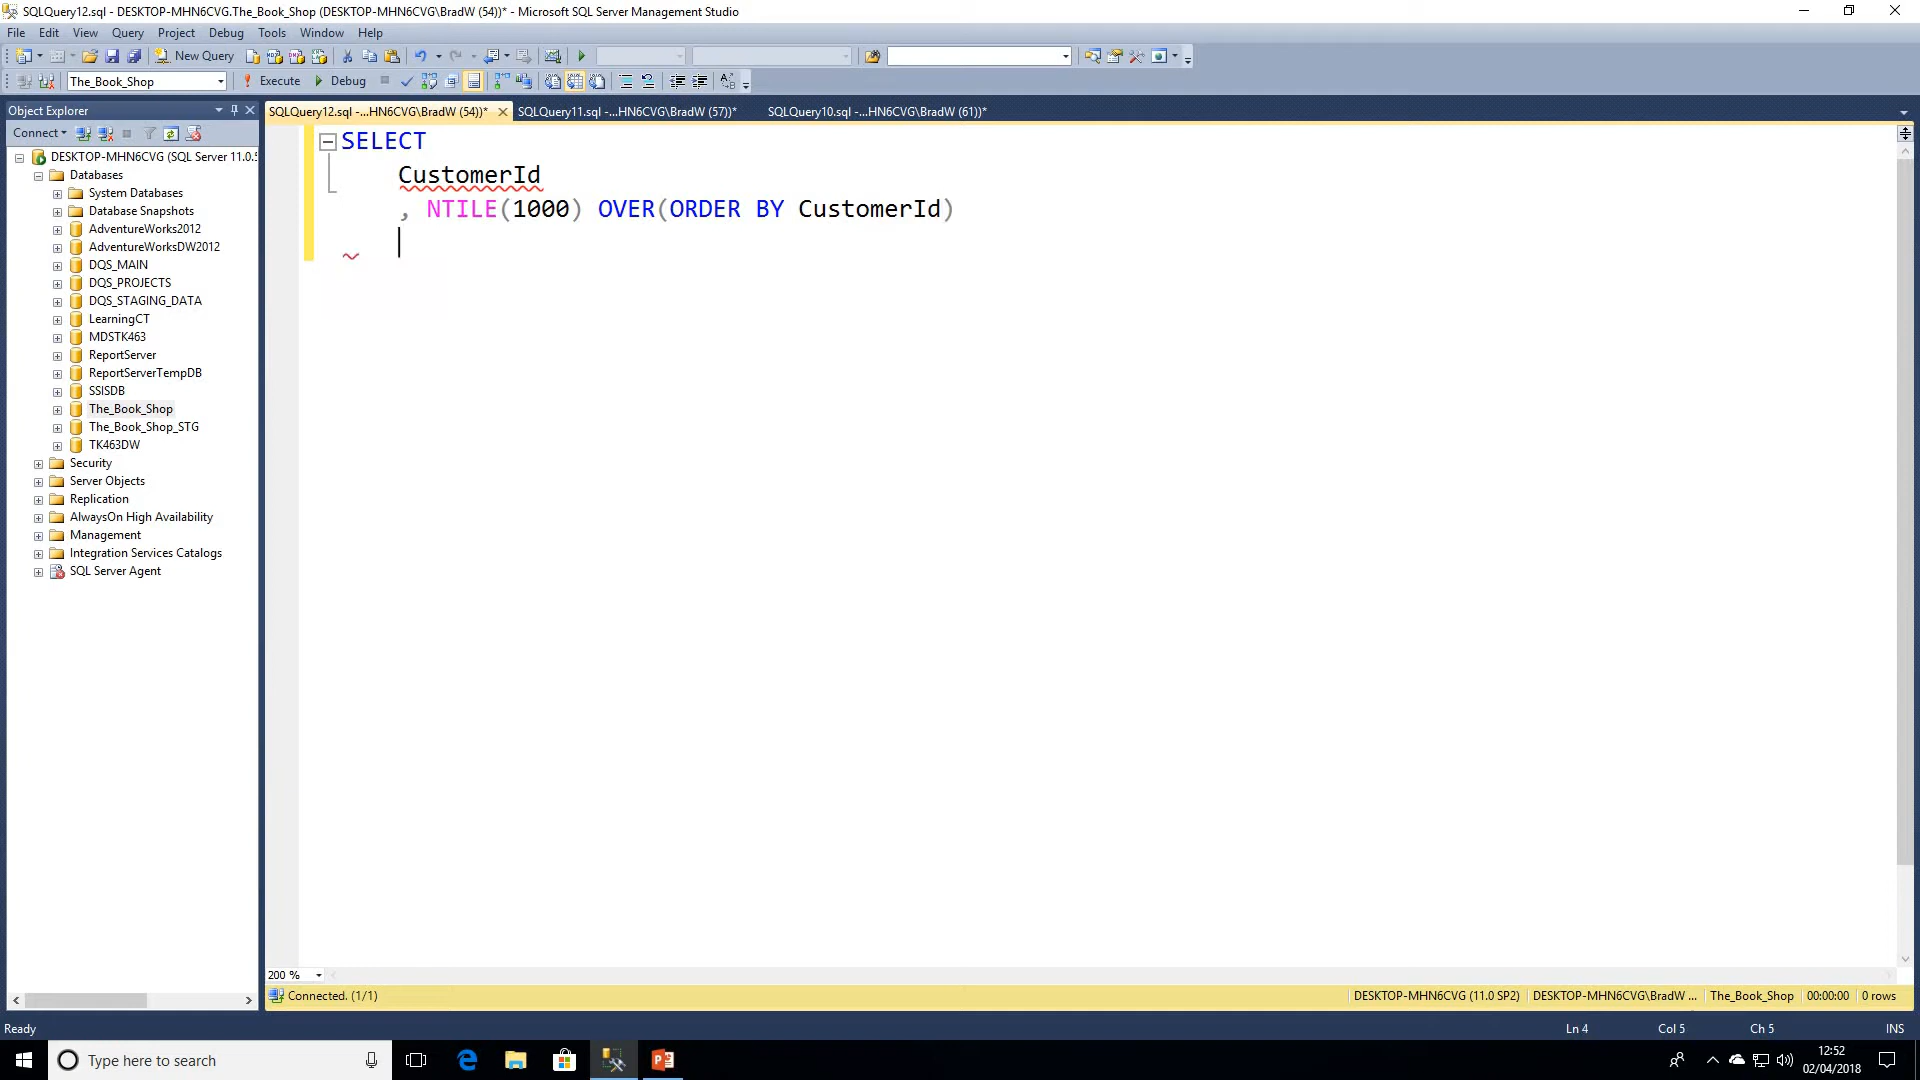 SQLQuery12.sql - DESKTOP-MHN6CVG.The_Book_Shop (DESKTOP-MHN6CVG\BradW (54))* - Microsoft SQL Server Management Studio
File Edit View Query Project Debug Tools Window Help
New Query
The_Book_Shop Execute Debug
Object Explorer
SQLQuery12.sql -...HN6CVG\BradW (54))* SQLQuery11.sql -...HN6CVG\BradW (57))* SQLQuery10.sql -...HN6CVG\BradW (61))*
Connect
DESKTOP-MHN6CVG (SQL Server 11.0.5
Databases
System Databases
Database Snapshots
AdventureWorks2012
AdventureWorksDW2012
DQS_MAIN
DQS_PROJECTS
DQS_STAGING_DATA
LearningCT
MDSTK463
ReportServer
ReportServerTempDB
SSISDB
The_Book_Shop
The_Book_Shop_STG
TK463DW
Security
Server Objects
Replication
AlwaysOn High Availability
Management
Integration Services Catalogs
SQL Server Agent
SELECT
CustomerId
, NTILE(1000) OVER(ORDER BY CustomerId)
200 %
Connected. (1/1) DESKTOP-MHN6CVG (11.0 SP2) DESKTOP-MHN6CVG\BradW ... The_Book_Shop 00:00:00 0 rows
Ready Ln 4 Col 5 Ch 5 INS
Type here to search
12:52
02/04/2018